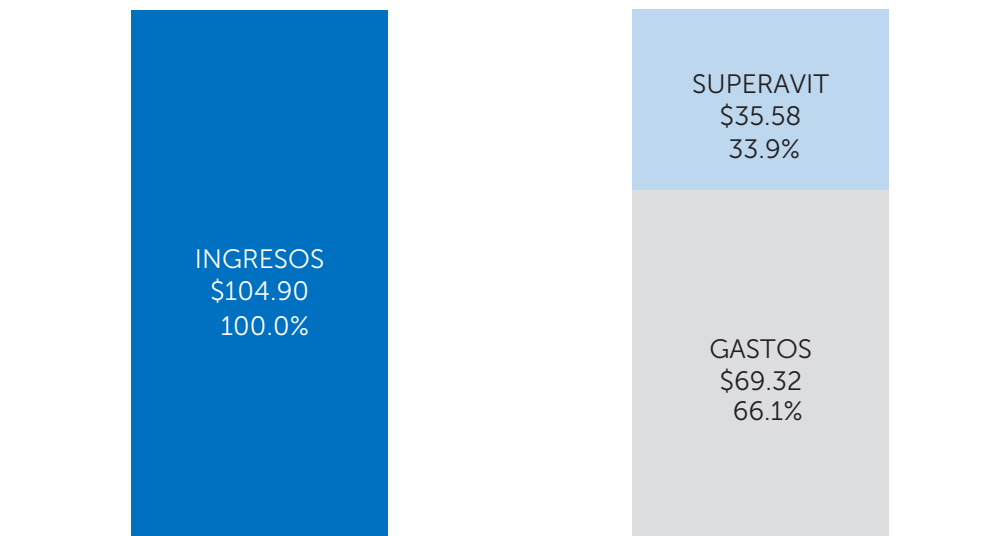 INGRESOS
$104.90
100.0%
SUPERAVIT
$35.58
33.9%
GASTOS
$69.32
66.1%